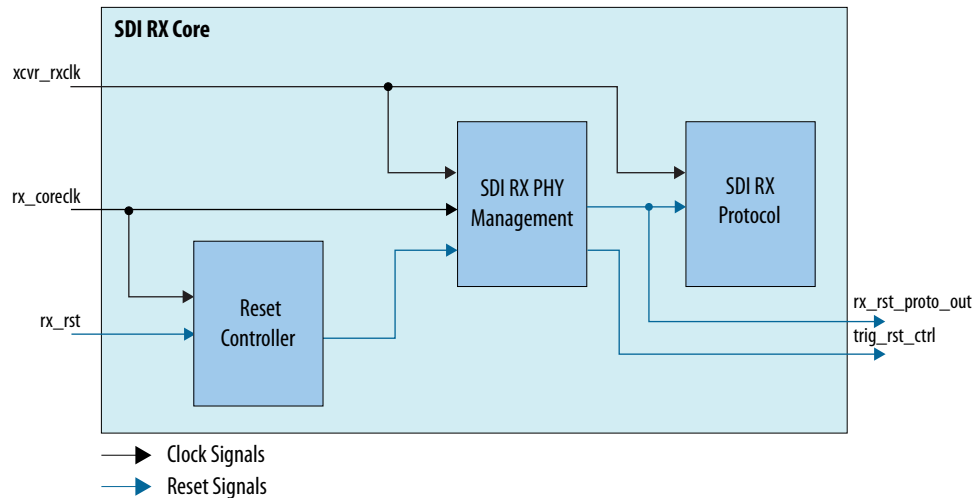 SDI RX Core
xcvr_rxclk
rx_coreclk
SDI RX PHY
Management
SDI RX
Protocol
Reset
Controller
rx_rst
rx_rst_proto_out
trig_rst_ctrl
Clock Signals
Reset Signals